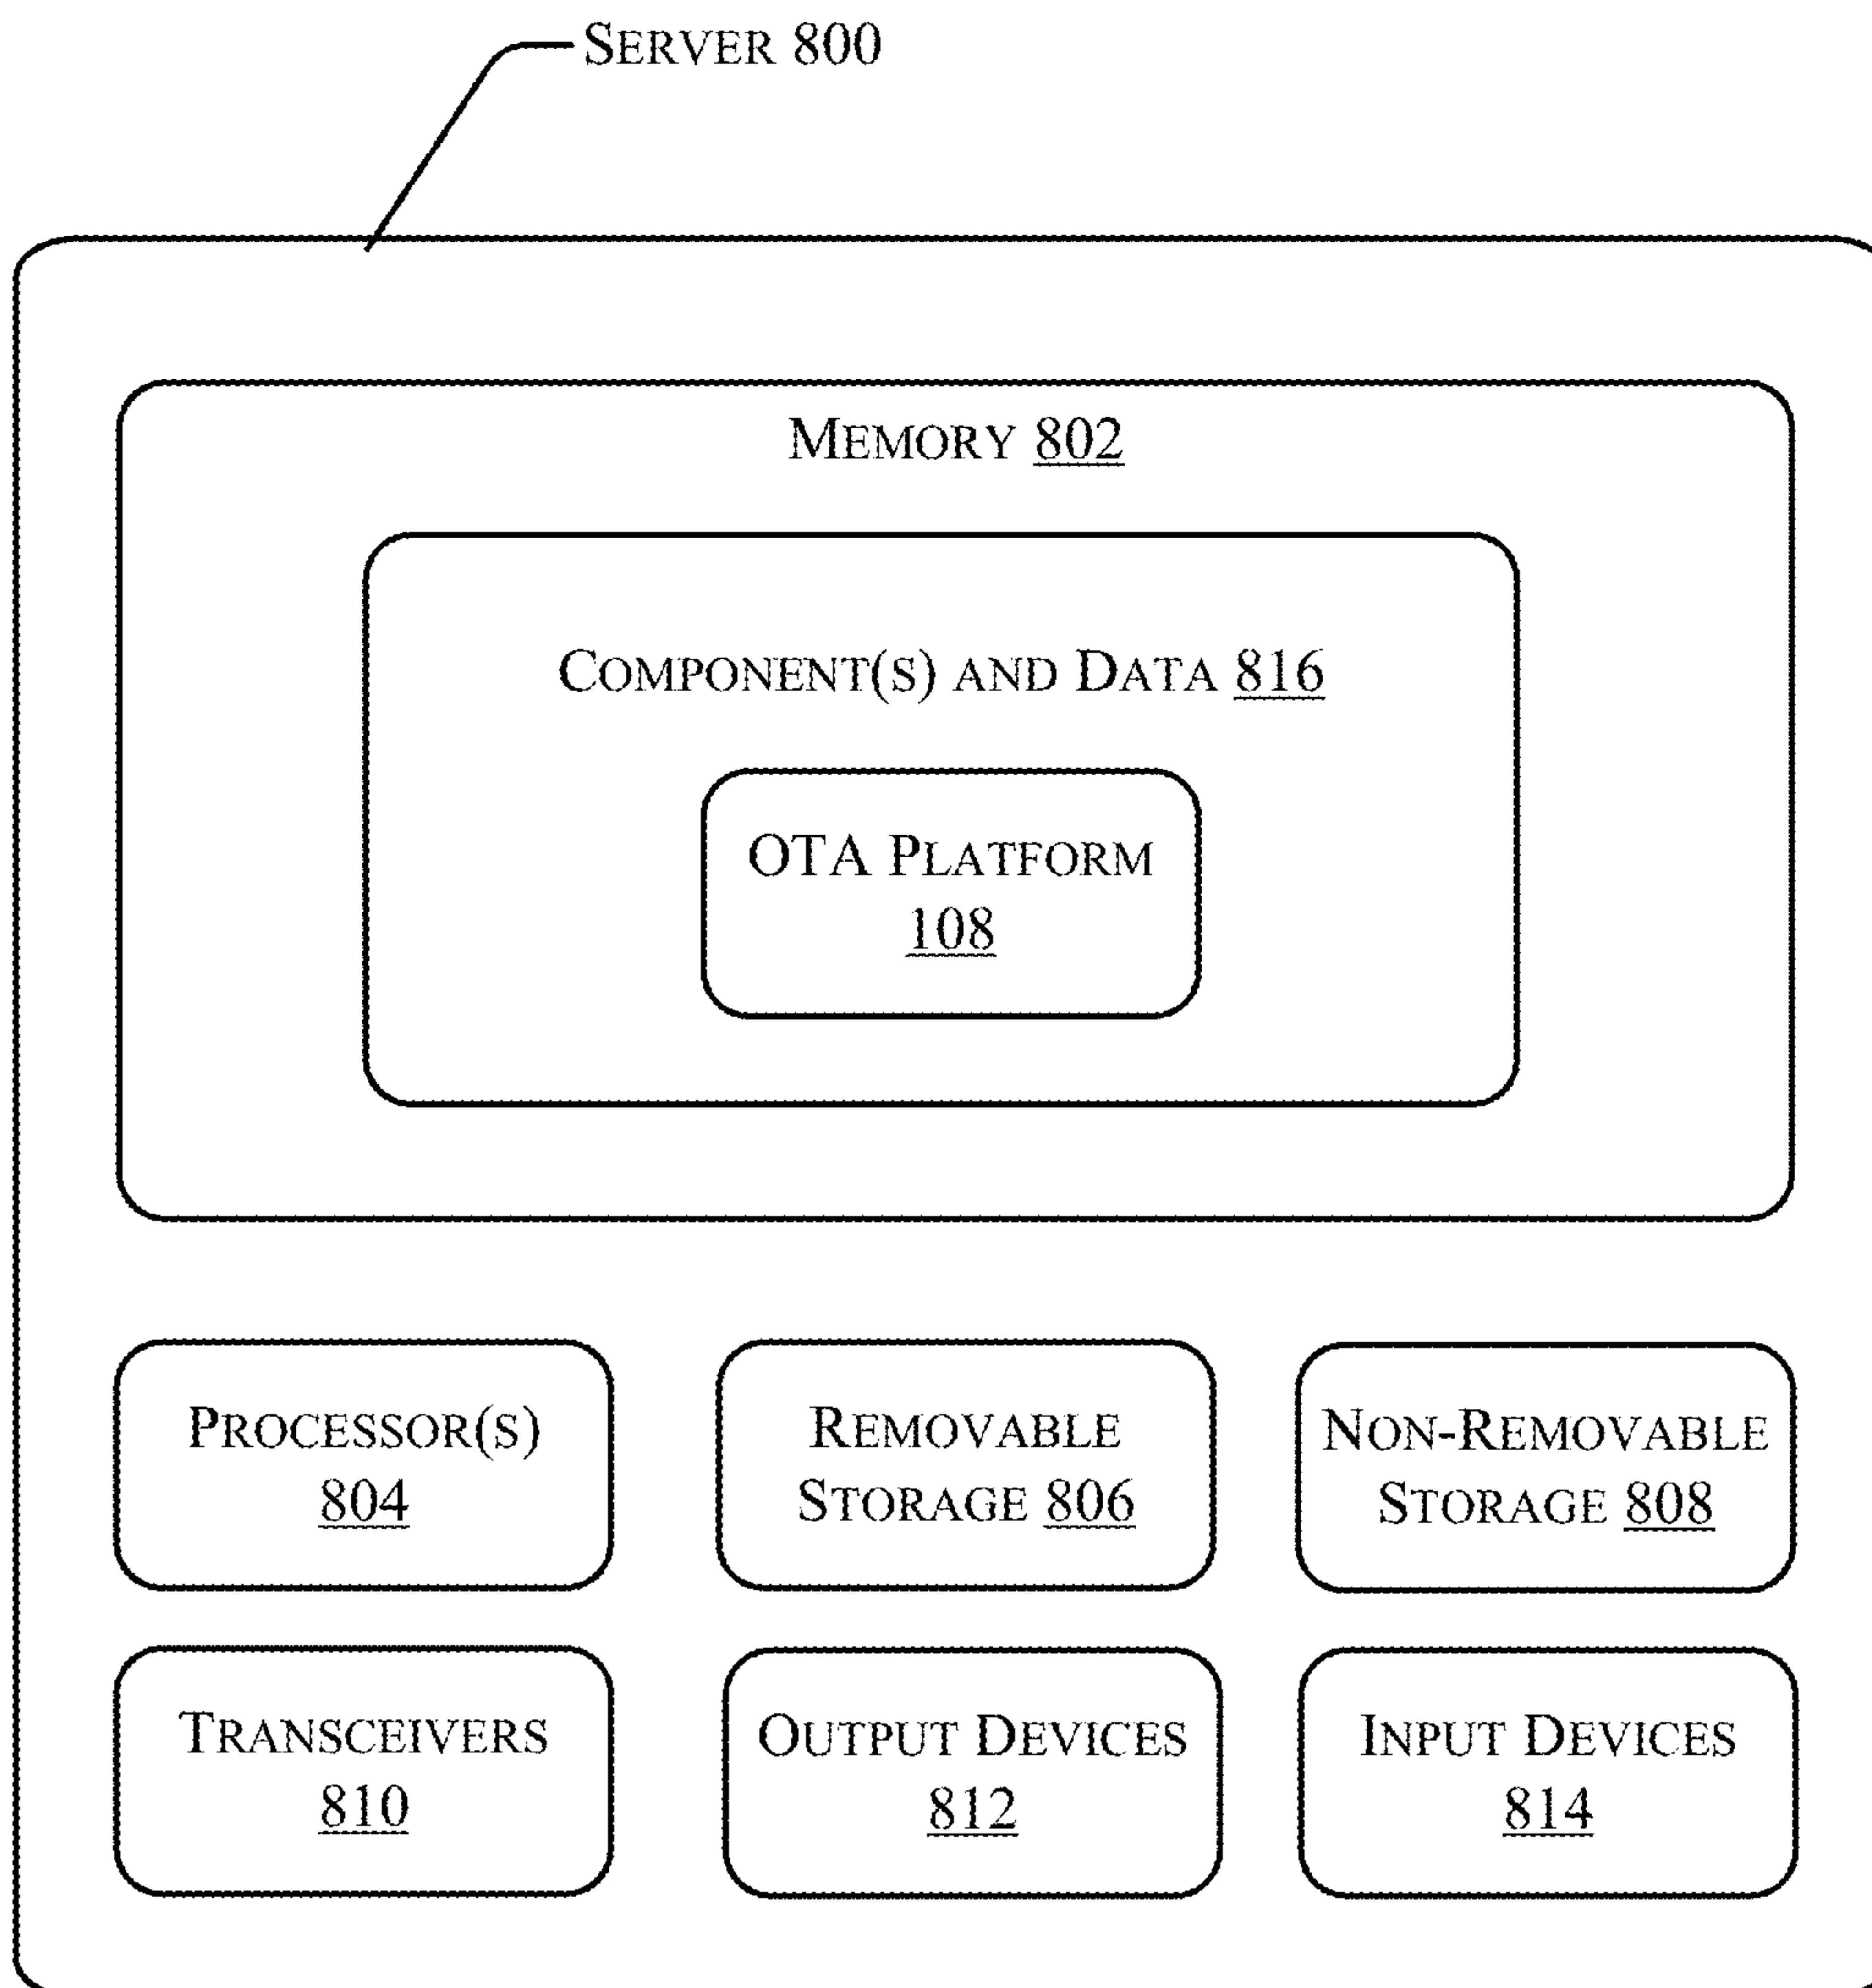 SERVER 800
MEMORY 802
COMPONENT(S) AND DATA 816
OTA PLATFORM
108
PROCESSOR(S)
804
REMOVABLE
STORAGE 806
NON-REMOVABLE
STORAGE 808
TRANSCEIVERS
810
OUTPUT DEVICES
812
INPUT DEVICES
814